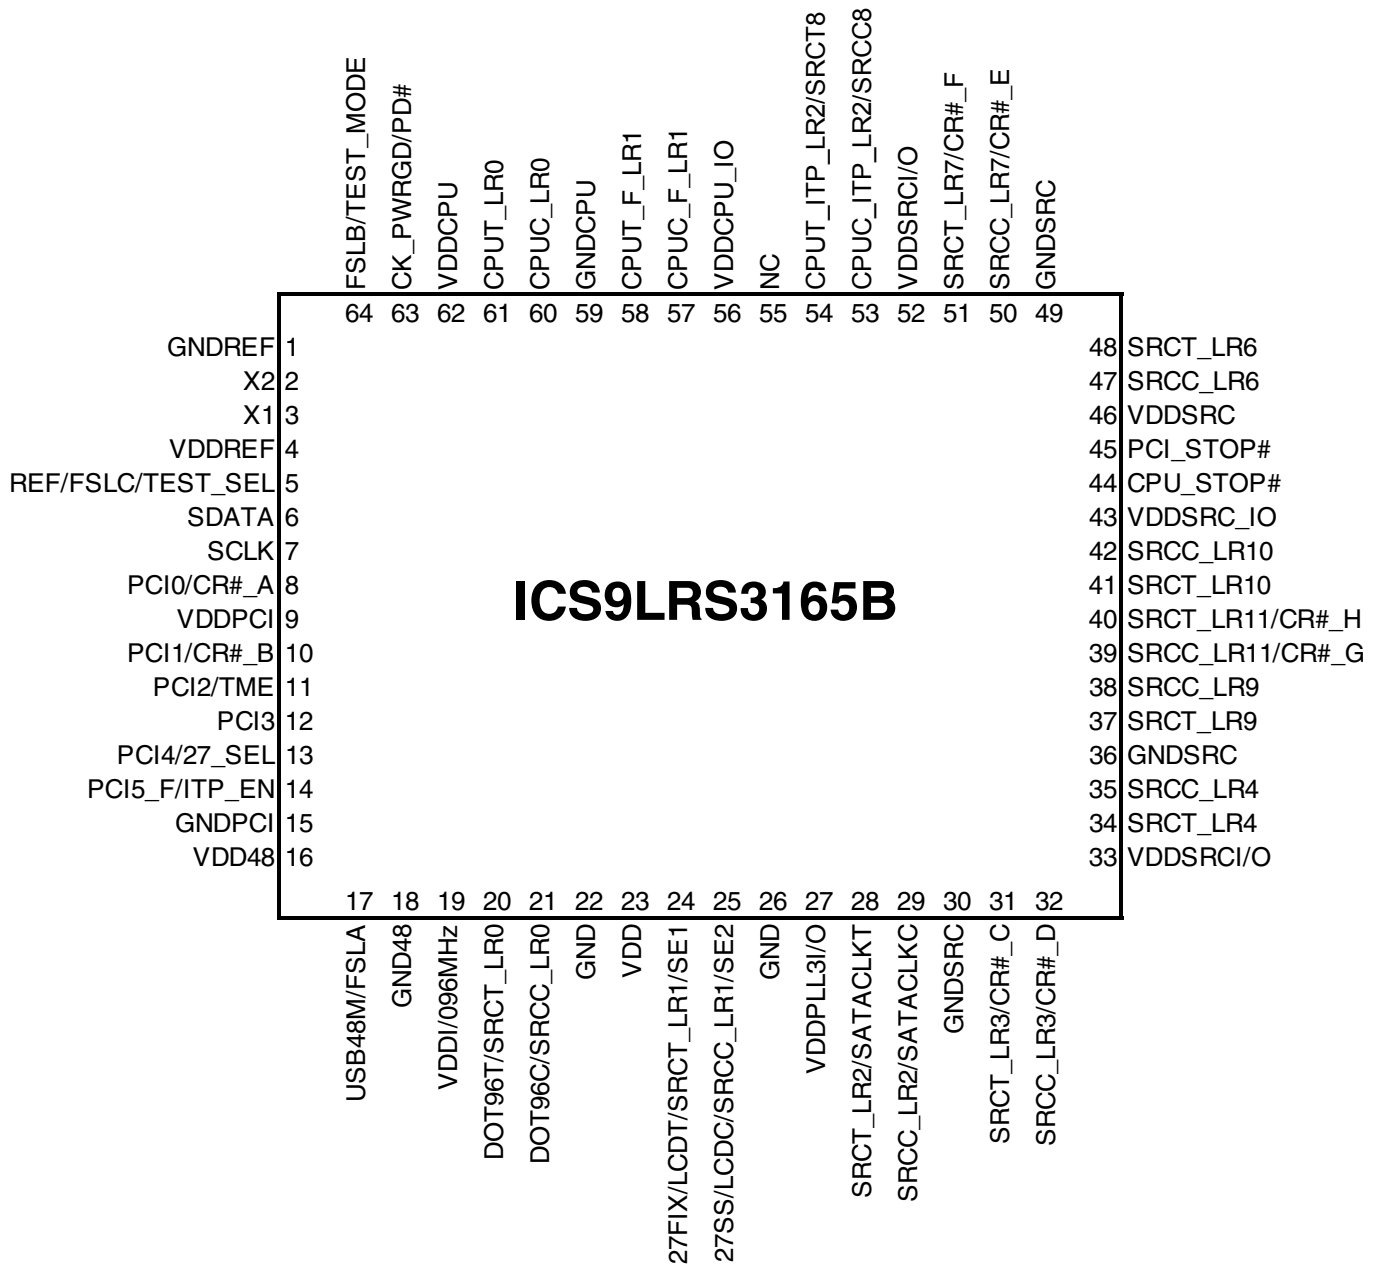 FSLB/TEST_MODE
CK_PWRGD/PD#
VDDCPU
CPUT_LR0
CPUC_LR0
GNDCPU
CPUT_F_LR1
CPUC_F_LR1
VDDCPU_IO
NC
CPUT_ITP_LR2/SRCT8
CPUC_ITP_LR2/SRCC8
VDDSRCI/O
SRCT_LR7/CR#_F
SRCC_LR7/CR#_E
GNDSRC
64 63 62 61 60 59 58 57 56 55 54 53 52 51 50 49
GNDREF 1
X2 2
X1 3
VDDREF 4
REF/FSLC/TEST_SEL 5
SDATA 6
SCLK 7
PCI0/CR#_A 8
VDDPCI 9
PCI1/CR#_B 10
PCI2/TME 11
PCI3 12
PCI4/27_SEL 13
PCI5_F/ITP_EN 14
GNDPCI 15
VDD48 16
ICS9LRS3165B
48 SRCT_LR6
47 SRCC_LR6
46 VDDSRC
45 PCI_STOP#
44 CPU_STOP#
43 VDDSRC_IO
42 SRCC_LR10
41 SRCT_LR10
40 SRCT_LR11/CR#_H
39 SRCC_LR11/CR#_G
38 SRCC_LR9
37 SRCT_LR9
36 GNDSRC
35 SRCC_LR4
34 SRCT_LR4
33 VDDSRCI/O
17 18 19 20 21 22 23 24 25 26 27 28 29 30 31 32
USB48M/FSLA
GND48
VDDI/096MHz
DOT96T/SRCT_LR0
DOT96C/SRCC_LR0
GND
VDD
27FIX/LCDT/SRCT_LR1/SE1
27SS/LCDC/SRCC_LR1/SE2
GND
VDDPLL3I/O
SRCT_LR2/SATACLKT
SRCC_LR2/SATACLKC
GNDSRC
SRCT_LR3/CR#_C
SRCC_LR3/CR#_D